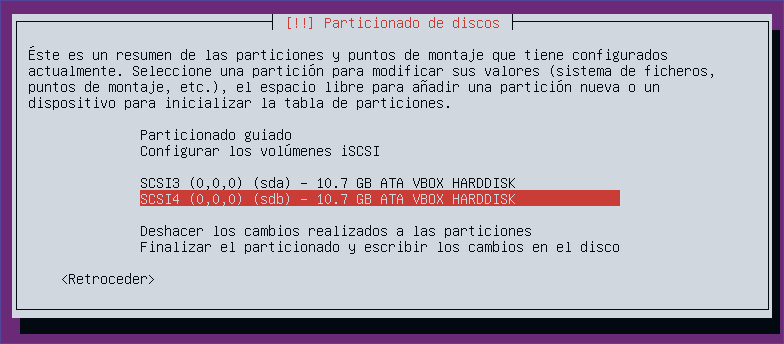 [!!] Particionado de discos
Éste es un resumen de las particiones y puntos de montaje que tiene configurados
actualmente. Seleccione una partición para modificar sus valores (sistema de ficheros,
puntos de montaje, etc.), el espacio libre para añadir una partición nueva o un
dispositivo para inicializar la tabla de particiones.
Particionado guiado
Configurar los volúmenes iSCSI
SCSI3 (0,0,0) (sda) - 10.7 GB ATA VBOX HARDDISK
SCSI4 (0,0,0) (sdb) - 10.7 GB ATA VBOX HARDDISK
Deshacer los cambios realizados a las particiones
Finalizar el particionado y escribir los cambios en el disco
<Retroceder>